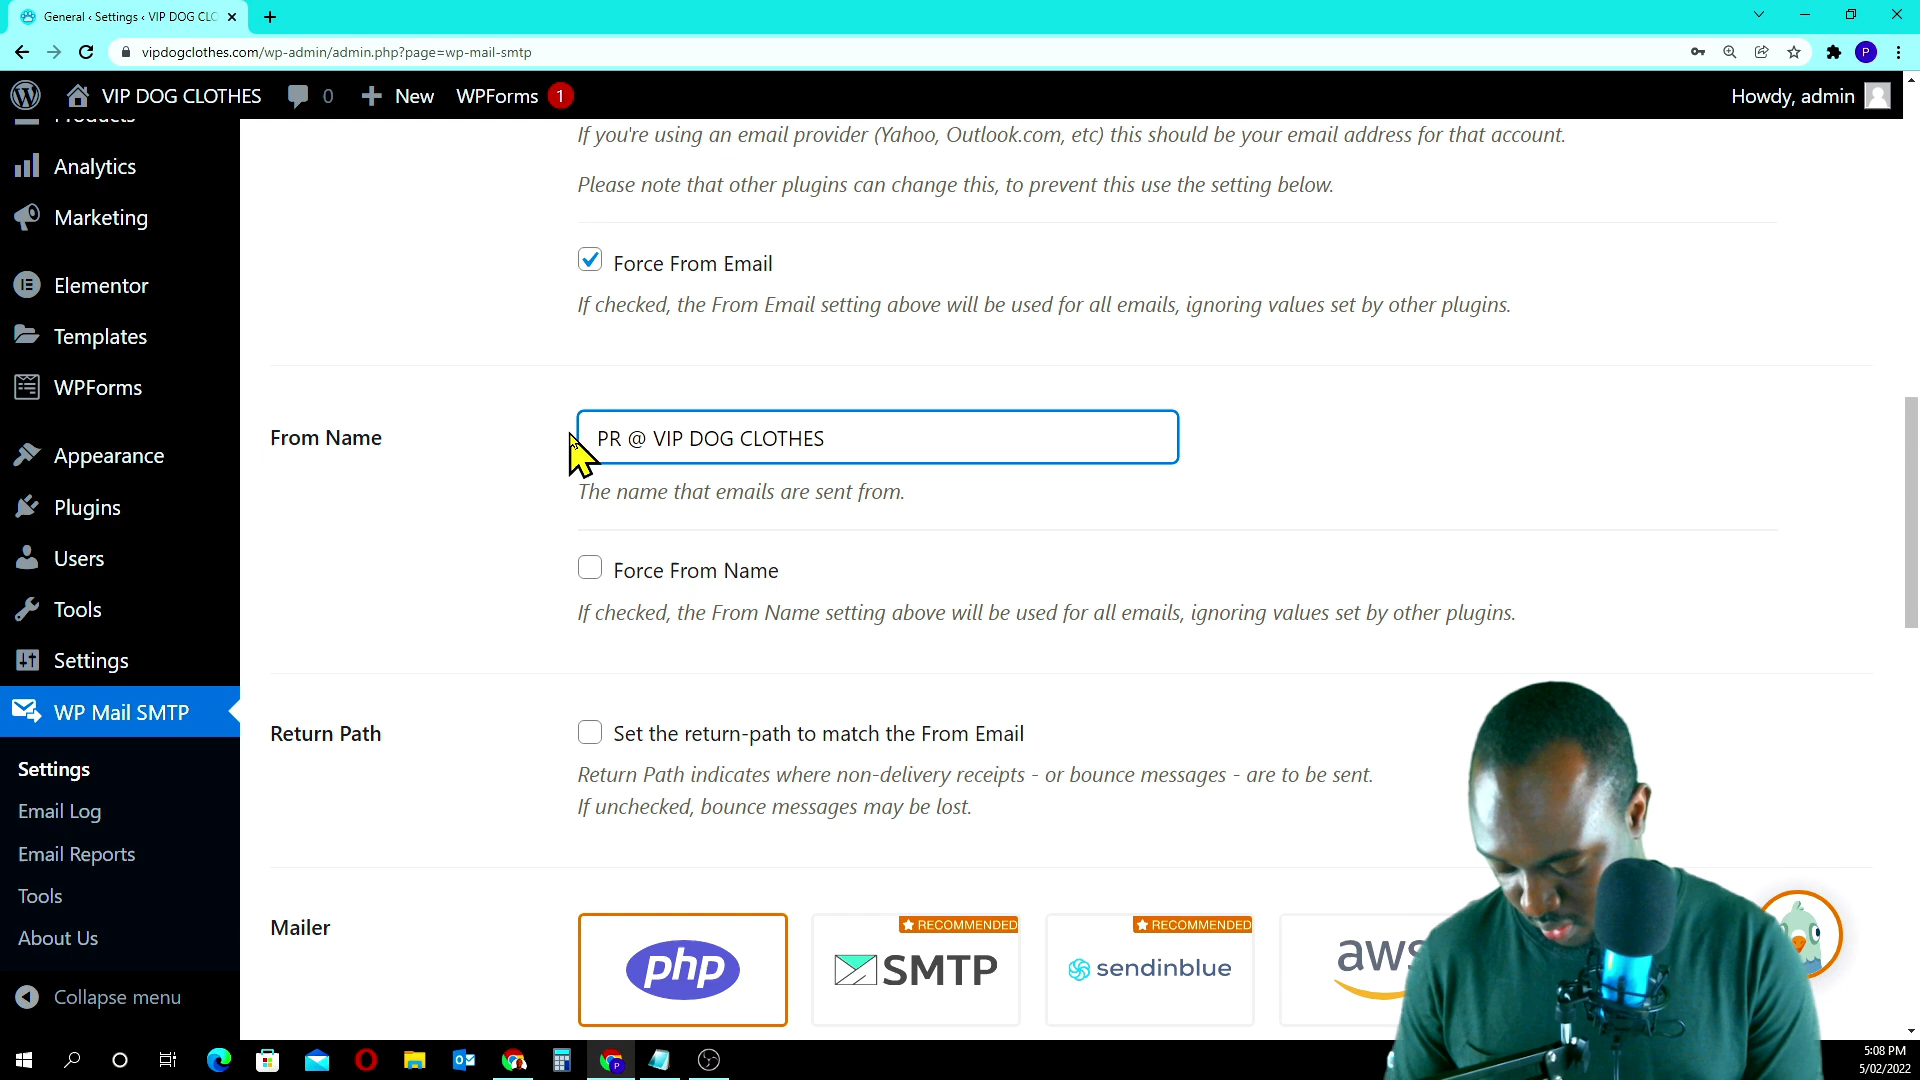 General ‹ Settings ‹ VIP DOG CLO
vipdogclothes.com/wp-admin/admin.php?page=wp-mail-smtp
P
VIP DOG CLOTHES
0
New
WPForms
1
Howdy, admin
Products
Analytics
Marketing
Elementor
Templates
WPForms
Appearance
Plugins
Users
Tools
Settings
WP Mail SMTP
Settings
Email Log
Email Reports
Tools
About Us
Collapse menu
If you're using an email provider (Yahoo, Outlook.com, etc) this should be your email address for that account.
Please note that other plugins can change this, to prevent this use the setting below.
Force From Email
If checked, the From Email setting above will be used for all emails, ignoring values set by other plugins.
From Name
PR @ VIP DOG CLOTHES
The name that emails are sent from.
Force From Name
If checked, the From Name setting above will be used for all emails, ignoring values set by other plugins.
Return Path
Set the return-path to match the From Email
Return Path indicates where non-delivery receipts - or bounce messages - are to be sent.
If unchecked, bounce messages may be lost.
Mailer
php
RECOMMENDED
SMTP
RECOMMENDED
sendinblue
aws
5:08 PM
5/02/2022